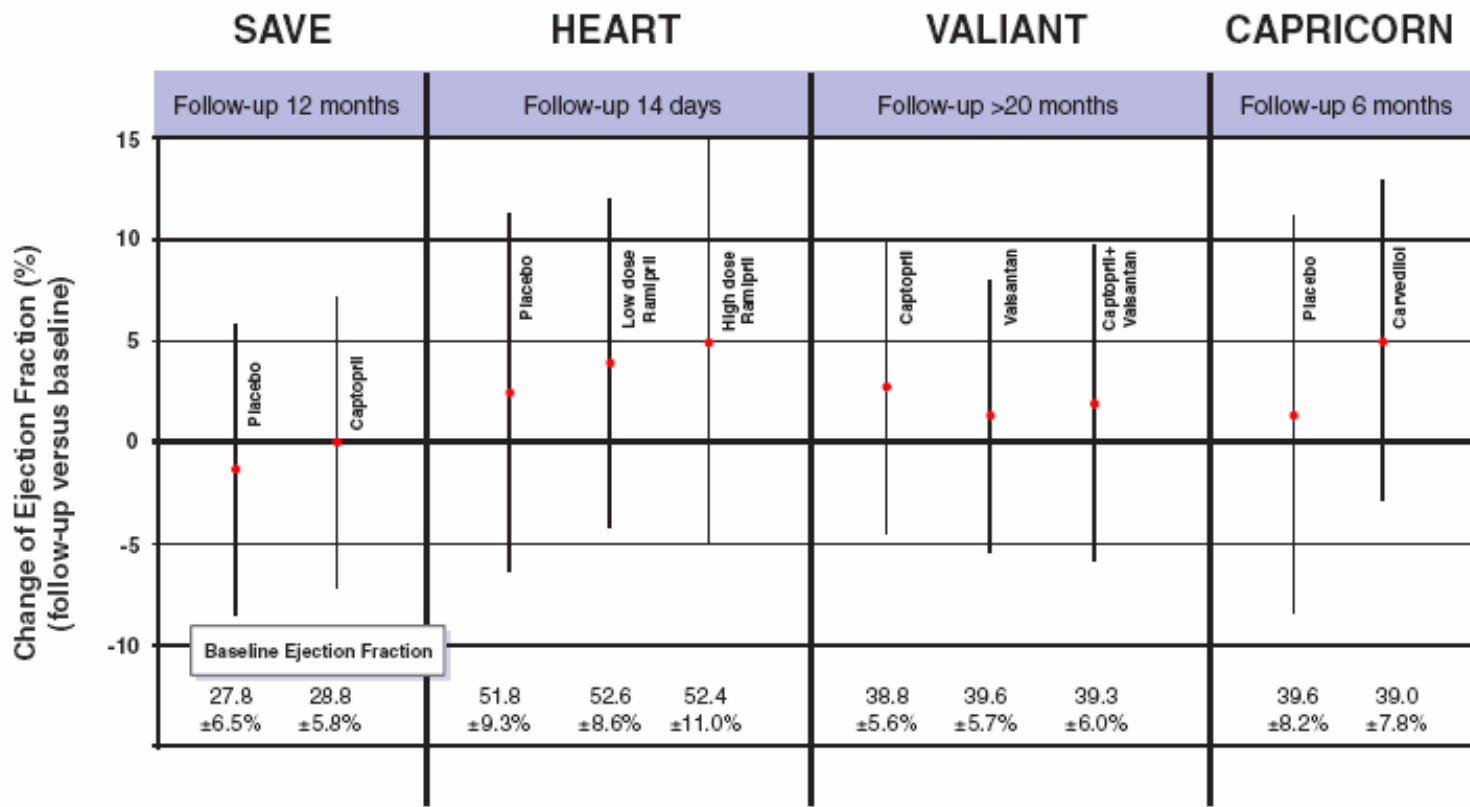 SAVE
HEART
VALIANT
CAPRICORN
Follow-up 12 months
Follow-up 14 days
Follow-up >20 months
Follow-up 6 months
Change of Ejection Fraction (%)
(follow-up versus baseline)
15
10
5
0
-5
-10
Placebo
Captopril
Placebo
Low dose
Ramipril
High dose
Ramipril
Captopril
Valsantan
Captopril+
Valsantan
Placebo
Carvedilol
Baseline Ejection Fraction
27.8
±6.5%
28.8
±5.8%
51.8
±9.3%
52.6
±8.6%
52.4
±11.0%
38.8
±5.6%
39.6
±5.7%
39.3
±6.0%
39.6
±8.2%
39.0
±7.8%